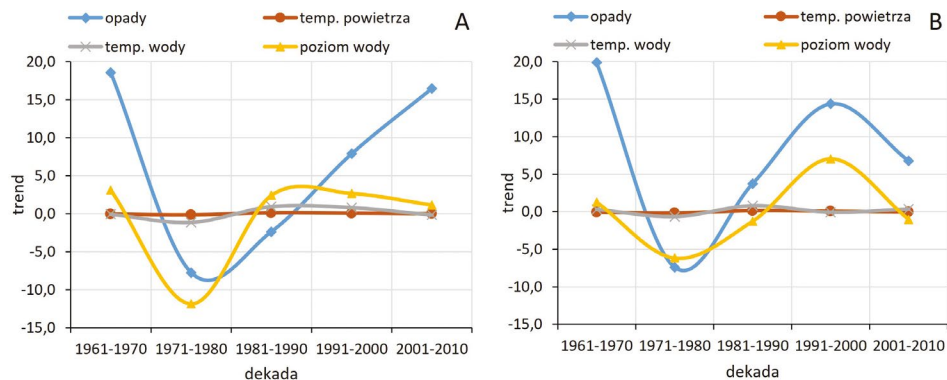 opady temp. powietrza A
temp. wody poziom wody
20,0
15,0
10,0
5,0
0,0
-5,0
-10,0
-15,0
trend
1961-1970 1971-1980 1981-1990 1991-2000 2001-2010
dekada
opady temp. powietrza B
temp. wody poziom wody
20,0
15,0
10,0
5,0
0,0
-5,0
-10,0
-15,0
trend
1961-1970 1971-1980 1981-1990 1991-2000 2001-2010
dekada